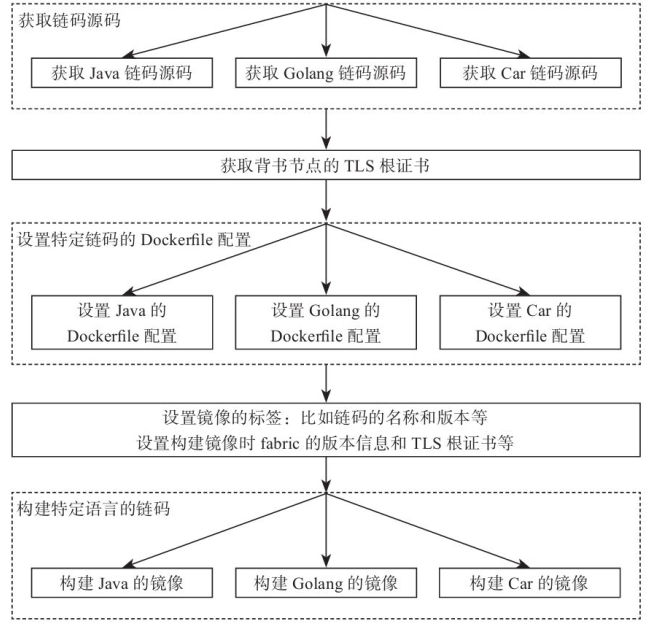 获取链码源码
获取 Java 链码源码
获取 Golang 链码源码
获取 Car 链码源码
获取背书节点的 TLS 根证书
设置特定链码的 Dockerfile 配置
设置 Java 的
Dockerfile 配置
设置 Golang 的
Dockerfile 配置
设置 Car 的
Dockerfile 配置
设置镜像的标签：比如链码的名称和版本等
设置构建镜像时 fabric 的版本信息和 TLS 根证书等
构建特定语言的链码
构建 Java 的镜像
构建 Golang 的镜像
构建 Car 的镜像